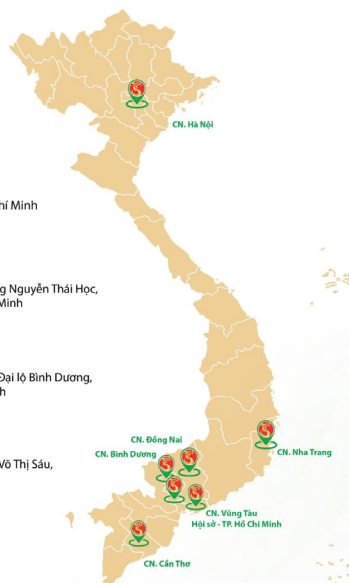 CN. Hà Nội
hí Minh
g Nguyễn Thái Học,
Minh
Đại lộ Bình Dương,
h
Võ Thị Sáu,
CN. Đồng Nai
CN. Bình Dương
CN. Nha Trang
CN. Vũng Tàu
Hội sở - TP. Hồ Chí Minh
CN. Cần Thơ